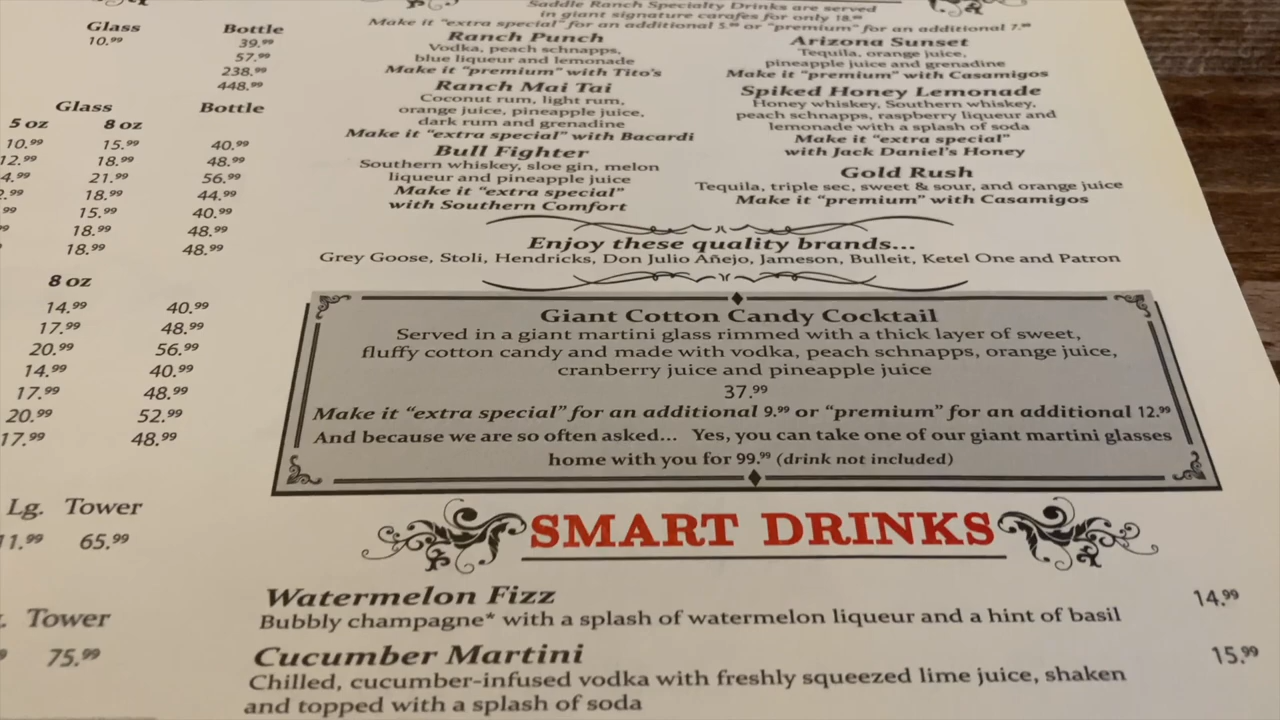 Glass Bottle
10.99 39.99
57.99
238.99
448.99
Glass Bottle
5 oz 8 oz
10.99 15.99 40.99
12.99 18.99 48.99
4.99 21.99 56.99
.99 18.99 44.99
.99 15.99 40.99
99 18.99 48.99
18.99 48.99
8 oz
14.99 40.99
17.99 48.99
20.99 56.99
14.99 40.99
17.99 48.99
20.99 52.99
17.99 48.99
Lg. Tower
11.99 65.99
. Tower
75.99
Saddle Ranch Specialty Drinks are served
in giant signature carafes for only 18.99
Make it "extra special" for an additional 5.99 or "premium" for an additional 7.99
Ranch Punch
Vodka, peach schnapps,
blue liqueur and lemonade
Make it "premium" with Tito's
Ranch Mai Tai
Coconut rum, light rum,
orange juice, pineapple juice,
dark rum and grenadine
Make it "extra special" with Bacardi
Bull Fighter
Southern whiskey, sloe gin, melon
liqueur and pineapple juice
Make it "extra special"
with Southern Comfort
Arizona Sunset
Tequila, orange juice,
pineapple juice and grenadine
Make it "premium" with Casamigos
Spiked Honey Lemonade
Honey whiskey, Southern whiskey,
peach schnapps, raspberry liqueur and
lemonade with a splash of soda
Make it "extra special"
with Jack Daniel's Honey
Gold Rush
Tequila, triple sec, sweet & sour, and orange juice
Make it "premium" with Casamigos
Enjoy these quality brands...
Grey Goose, Stoli, Hendricks, Don Julio Añejo, Jameson, Bulleit, Ketel One and Patron
Giant Cotton Candy Cocktail
Served in a giant martini glass rimmed with a thick layer of sweet,
fluffy cotton candy and made with vodka, peach schnapps, orange juice,
cranberry juice and pineapple juice
37.99
Make it "extra special" for an additional 9.99 or "premium" for an additional 12.99
And because we are so often asked... Yes, you can take one of our giant martini glasses
home with you for 99.99 (drink not included)
SMART DRINKS
Watermelon Fizz 14.99
Bubbly champagne* with a splash of watermelon liqueur and a hint of basil
Cucumber Martini 15.99
Chilled, cucumber-infused vodka with freshly squeezed lime juice, shaken
and topped with a splash of soda